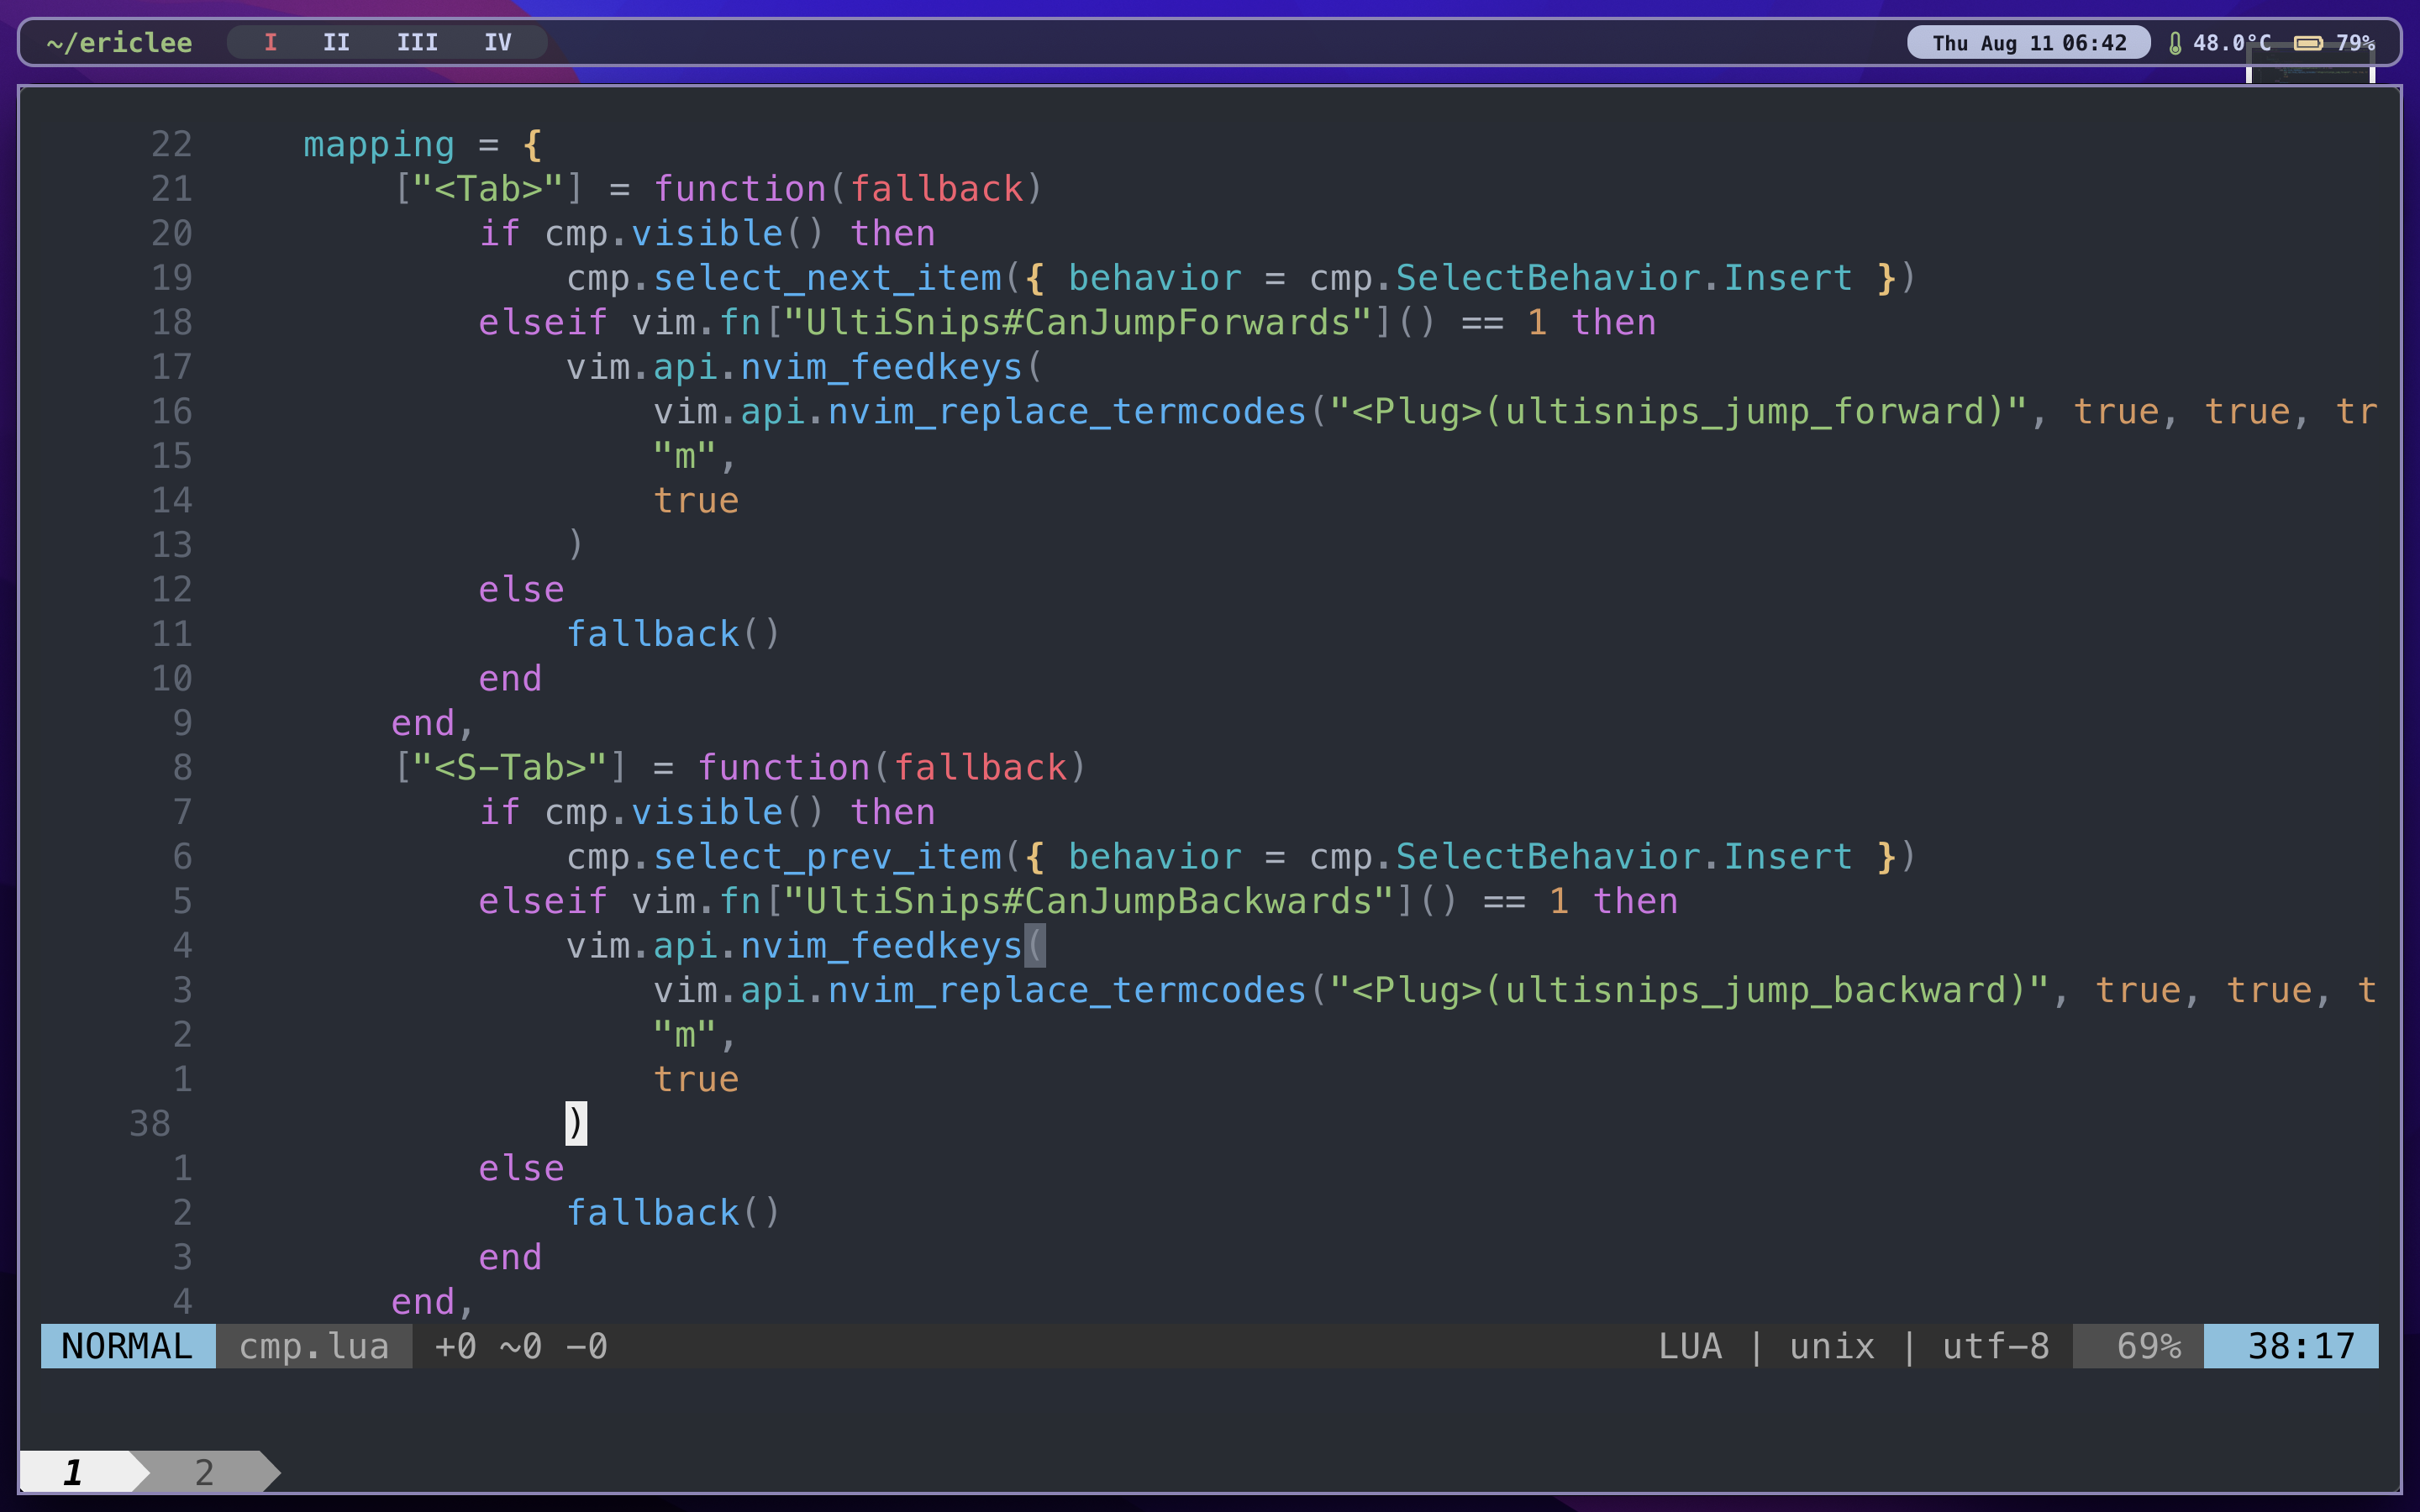 ~/ericlee I II III IV Thu Aug 11 06:42 48.0°C 79%
22 mapping = {
21 ["<Tab>"] = function(fallback)
20 if cmp.visible() then
19 cmp.select_next_item({ behavior = cmp.SelectBehavior.Insert })
18 elseif vim.fn["UltiSnips#CanJumpForwards"]() == 1 then
17 vim.api.nvim_feedkeys(
16 vim.api.nvim_replace_termcodes("<Plug>(ultisnips_jump_forward)", true, true, tr
15 "m",
14 true
13 )
12 else
11 fallback()
10 end
9 end,
8 ["<S-Tab>"] = function(fallback)
7 if cmp.visible() then
6 cmp.select_prev_item({ behavior = cmp.SelectBehavior.Insert })
5 elseif vim.fn["UltiSnips#CanJumpBackwards"]() == 1 then
4 vim.api.nvim_feedkeys(
3 vim.api.nvim_replace_termcodes("<Plug>(ultisnips_jump_backward)", true, true, t
2 "m",
1 true
38 )
1 else
2 fallback()
3 end
4 end,
NORMAL cmp.lua +0 ~0 -0 LUA | unix | utf-8 69% 38:17
1 2